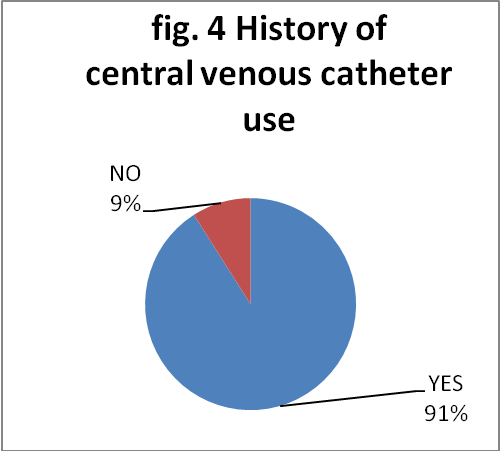 fig. 4 History of
central venous catheter
use
NO
9%
YES
91%